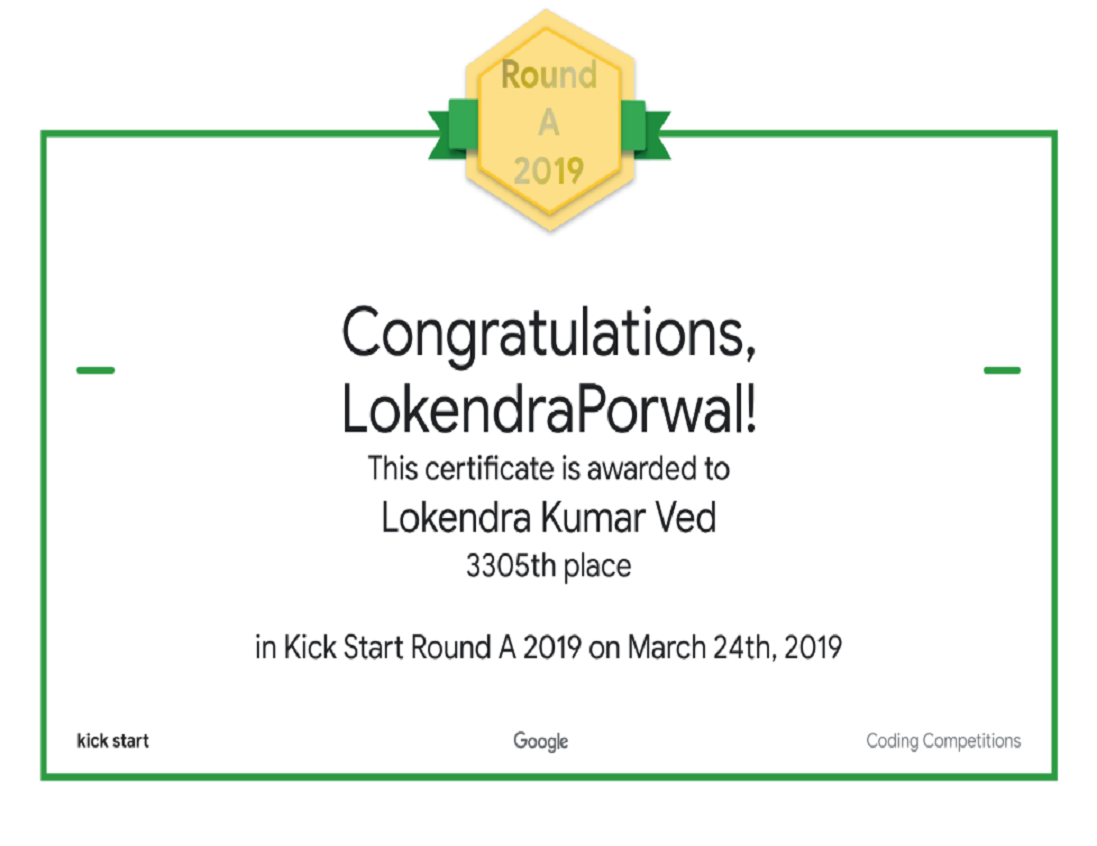 Round
A
2019
Congratulations,
LokendraPorwal!
This certificate is awarded to
Lokendra Kumar Ved
3305th place
in Kick Start Round A 2019 on March 24th, 2019
kick start
Google
Coding Competitions